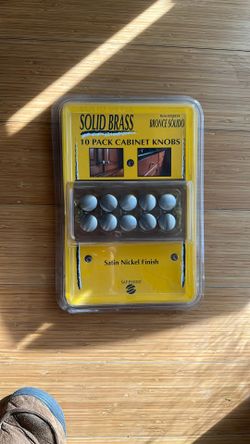 SOLID BRASS
BRONCE SOLIDO
10 PACK CABINET KNOBS
Satin Nickel Finish